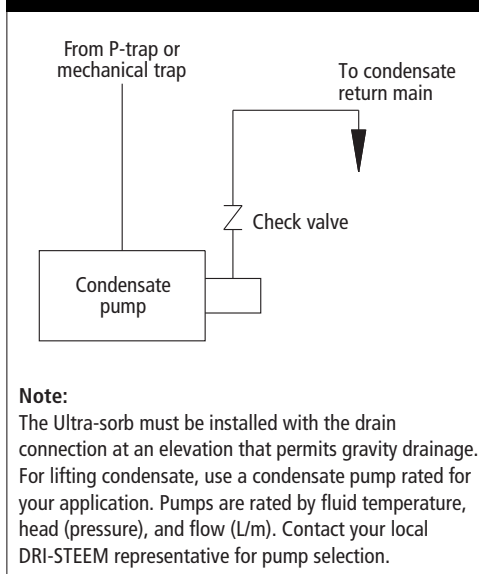 From P-trap or
mechanical trap
To condensate
return main
Check valve
Condensate
pump
Note:
The Ultra-sorb must be installed with the drain
connection at an elevation that permits gravity drainage.
For lifting condensate, use a condensate pump rated for
your application. Pumps are rated by fluid temperature,
head (pressure), and flow (L/m). Contact your local
DRI-STEEM representative for pump selection.